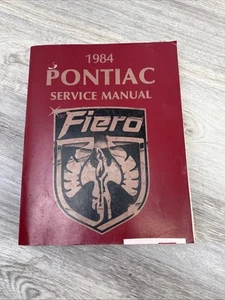 1984
PONTIAC
SERVICE MANUAL
Fiero